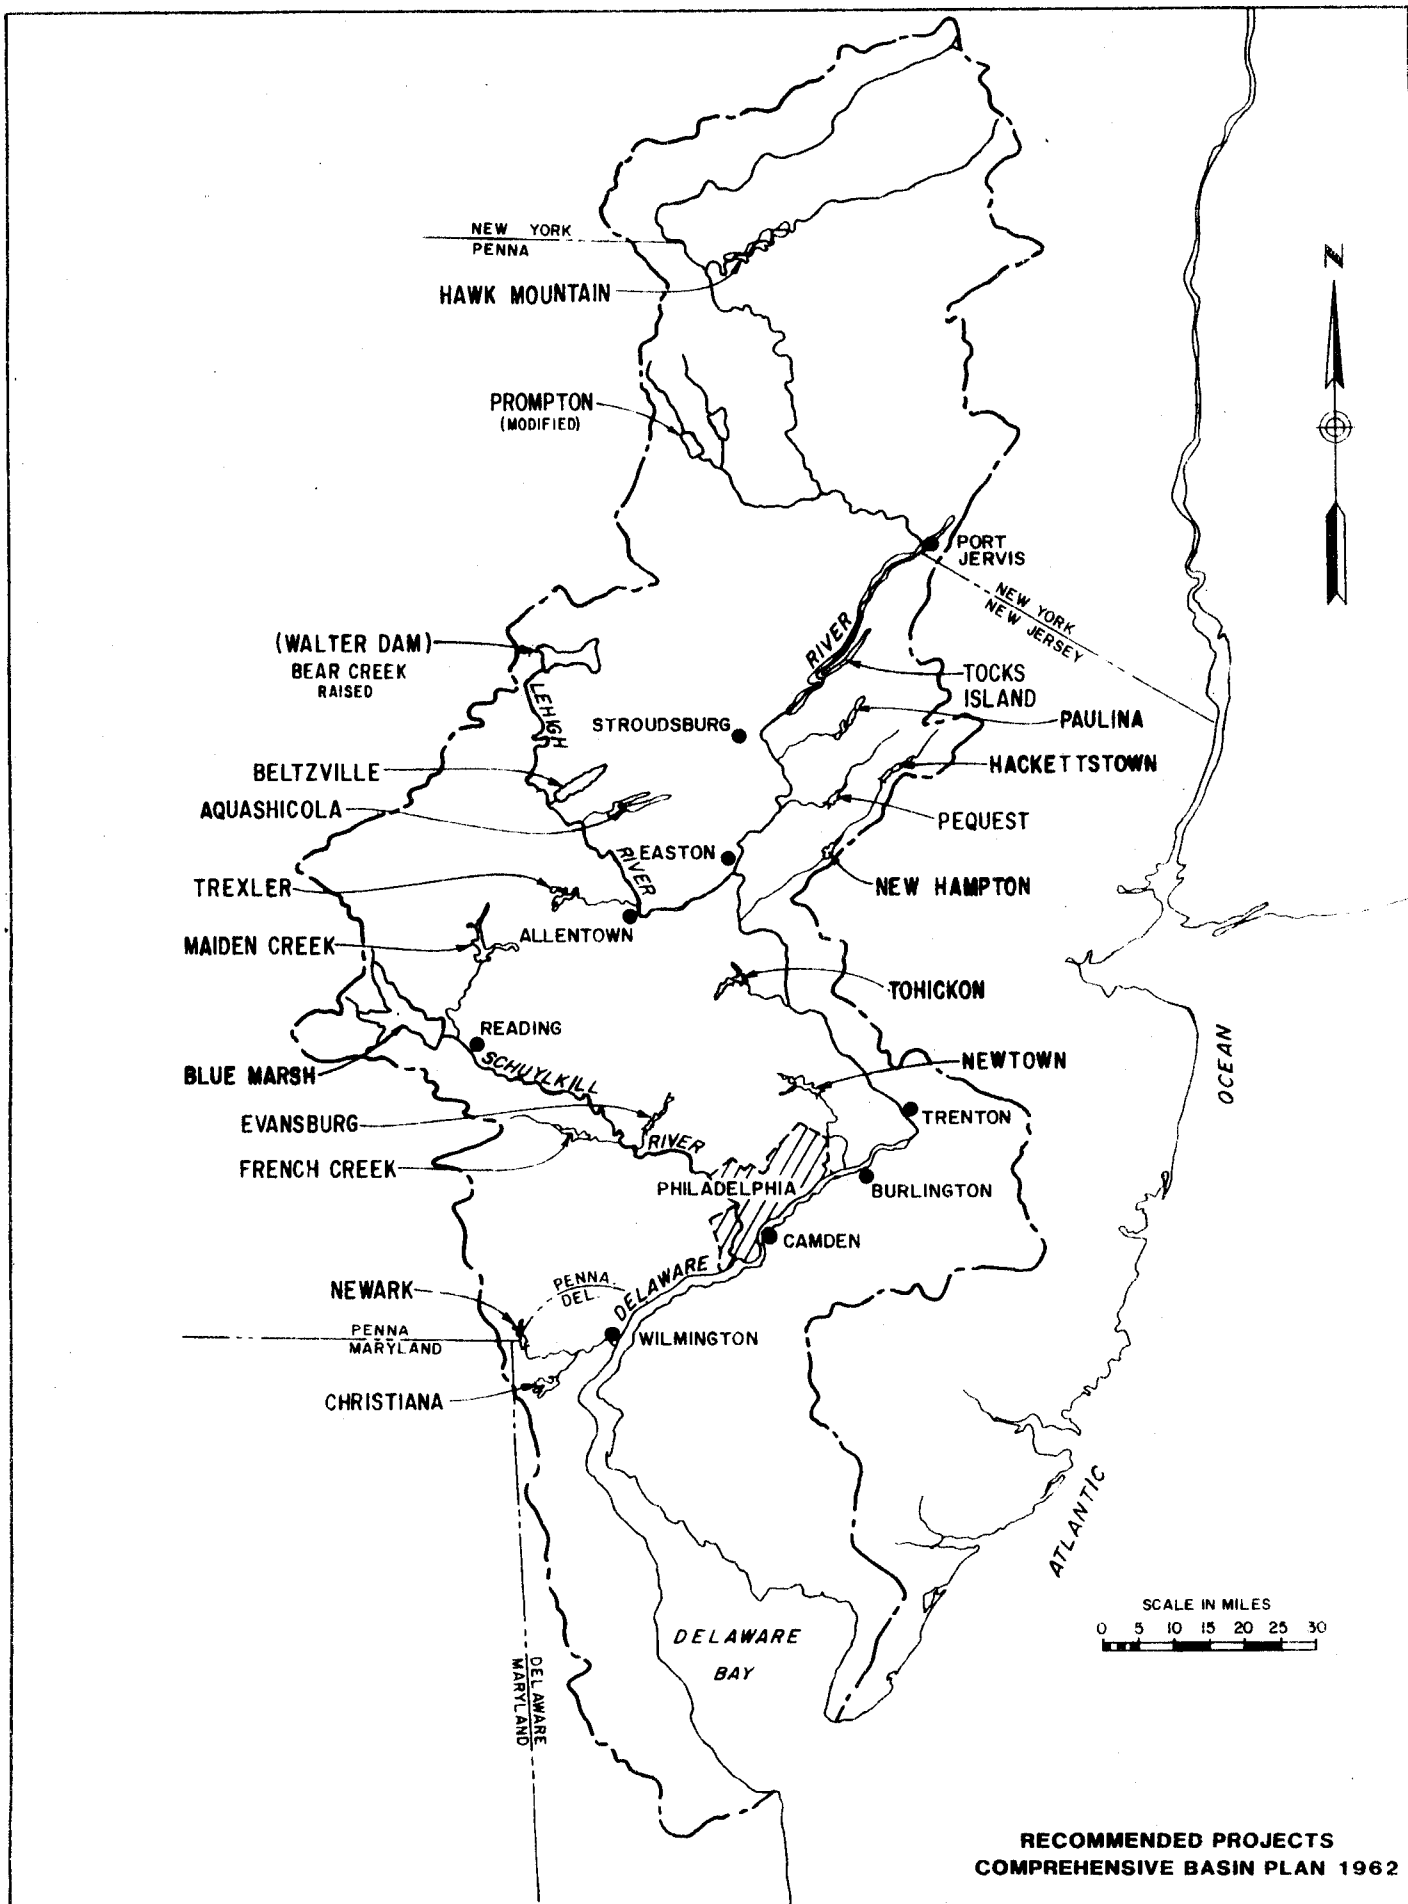 NEW YORK
PENNA
HAWK MOUNTAIN
PROMPTON
(MODIFIED)
N
PORT
JERVIS
NEW YORK
NEW JERSEY
(WALTER DAM)
BEAR CREEK
RAISED
RIVER
TOCKS
ISLAND
LEHIGH
STROUDSBURG
PAULINA
BELTZVILLE
HACKETTSTOWN
AQUASHICOLA
PEQUEST
RIVER
EASTON
TREXLER
NEW HAMPTON
ALLENTOWN
MAIDEN CREEK
TOHICKON
READING
SCHUYLKILL
RIVER
BLUE MARSH
NEWTOWN
OCEAN
EVANSBURG
TRENTON
FRENCH CREEK
PHILADELPHIA
BURLINGTON
CAMDEN
NEWARK
PENNA.
DEL.
DELAWARE
PENNA
MARYLAND
WILMINGTON
CHRISTIANA
ATLANTIC
SCALE IN MILES
0 5 10 15 20 25 30
DELAWARE
BAY
DELAWARE
MARYLAND
RECOMMENDED PROJECTS
COMPREHENSIVE BASIN PLAN 1962